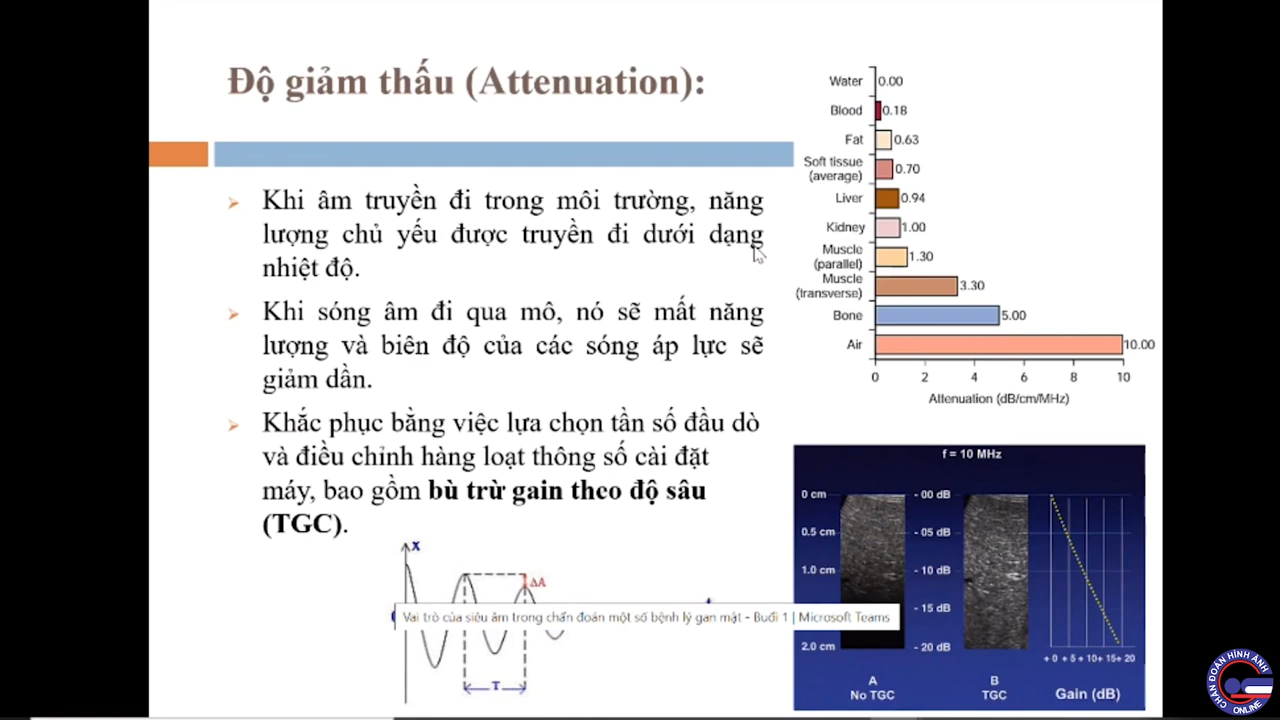 Độ giảm thấu (Attenuation):
Khi âm truyền đi trong môi trường, năng
lượng chủ yếu được truyền đi dưới dạng
nhiệt độ.
Khi sóng âm đi qua mô, nó sẽ mất năng
lượng và biên độ của các sóng áp lực sẽ
giảm dần.
Khắc phục bằng việc lựa chọn tần số đầu dò
và điều chỉnh hàng loạt thông số cài đặt
máy, bao gồm bù trừ gain theo độ sâu
(TGC).
x
ΔA
T
Vai trò của siêu âm trong chẩn đoán một số bệnh lý gan mật - Buổi 1 | Microsoft Teams
Water 0.00
Blood 0.18
Fat 0.63
Soft tissue
(average) 0.70
Liver 0.94
Kidney 1.00
Muscle
(parallel) 1.30
Muscle
(transverse) 3.30
Bone 5.00
Air 10.00
0 2 4 6 8 10
Attenuation (dB/cm/MHz)
f = 10 MHz
0 cm - 00 dB
0.5 cm - 05 dB
1.0 cm - 10 dB
- 15 dB
2.0 cm - 20 dB
+ 0 + 5 + 10 + 15 + 20
A B
No TGC TGC Gain (dB)
CHẨN ĐOÁN HÌNH ẢNH
ONLINE